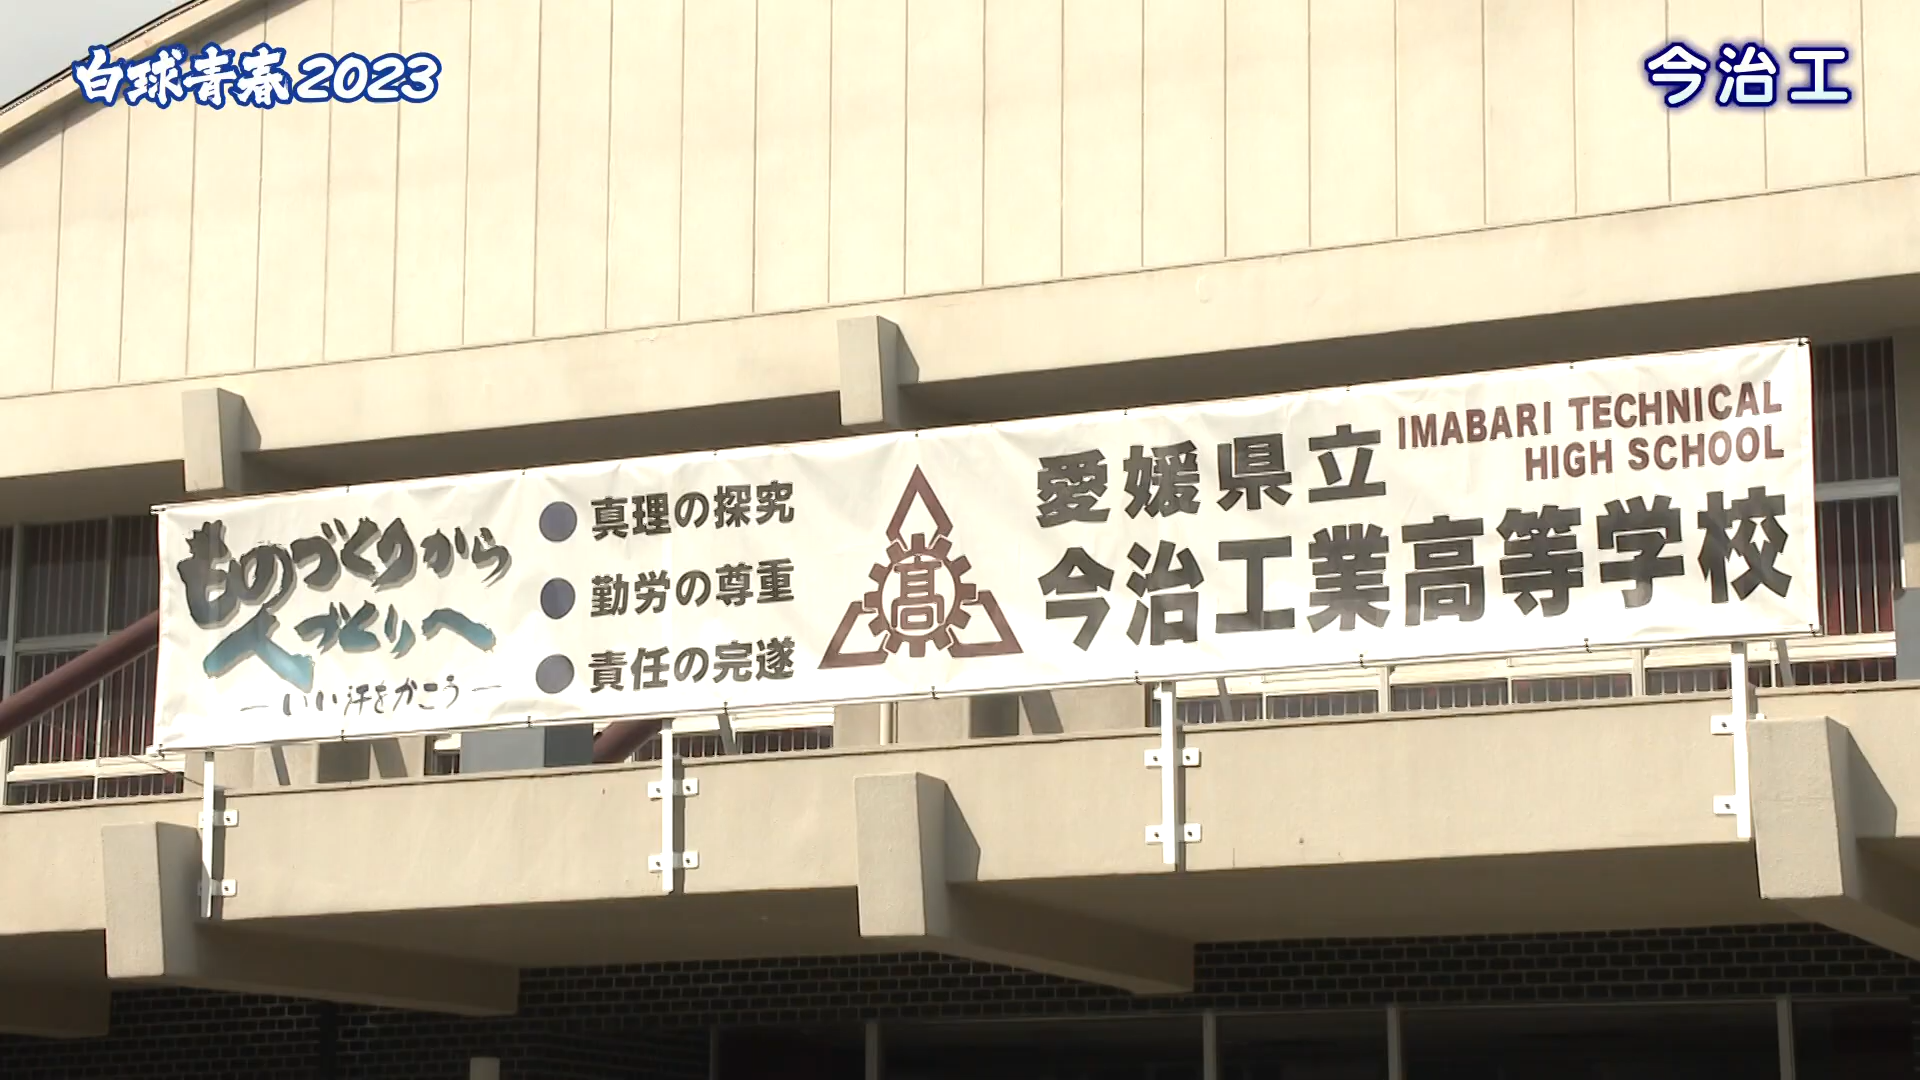 白球青春2023
今治工
ものづくりから
人づくりへ
―いい汗をかこう―
● 真理の探究
● 勤労の尊重
● 責任の完遂
高
愛媛県立
IMABARI TECHNICAL
HIGH SCHOOL
今治工業高等学校